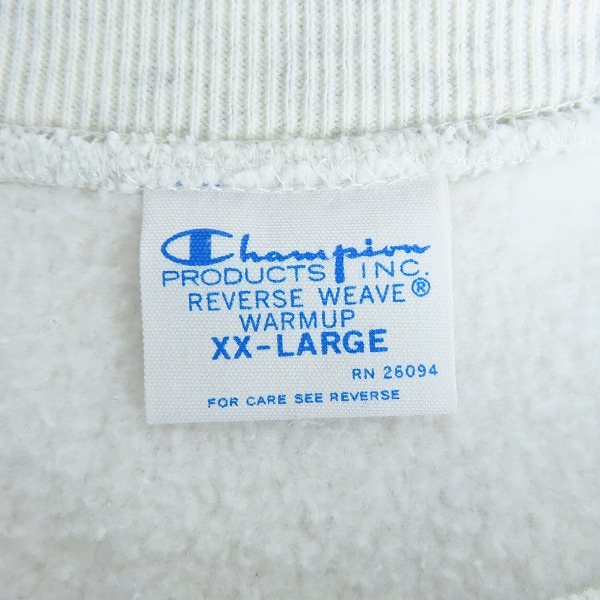 Champion
PRODUCTS INC.
REVERSE WEAVE®
WARMUP
XX-LARGE
RN 26094
FOR CARE SEE REVERSE